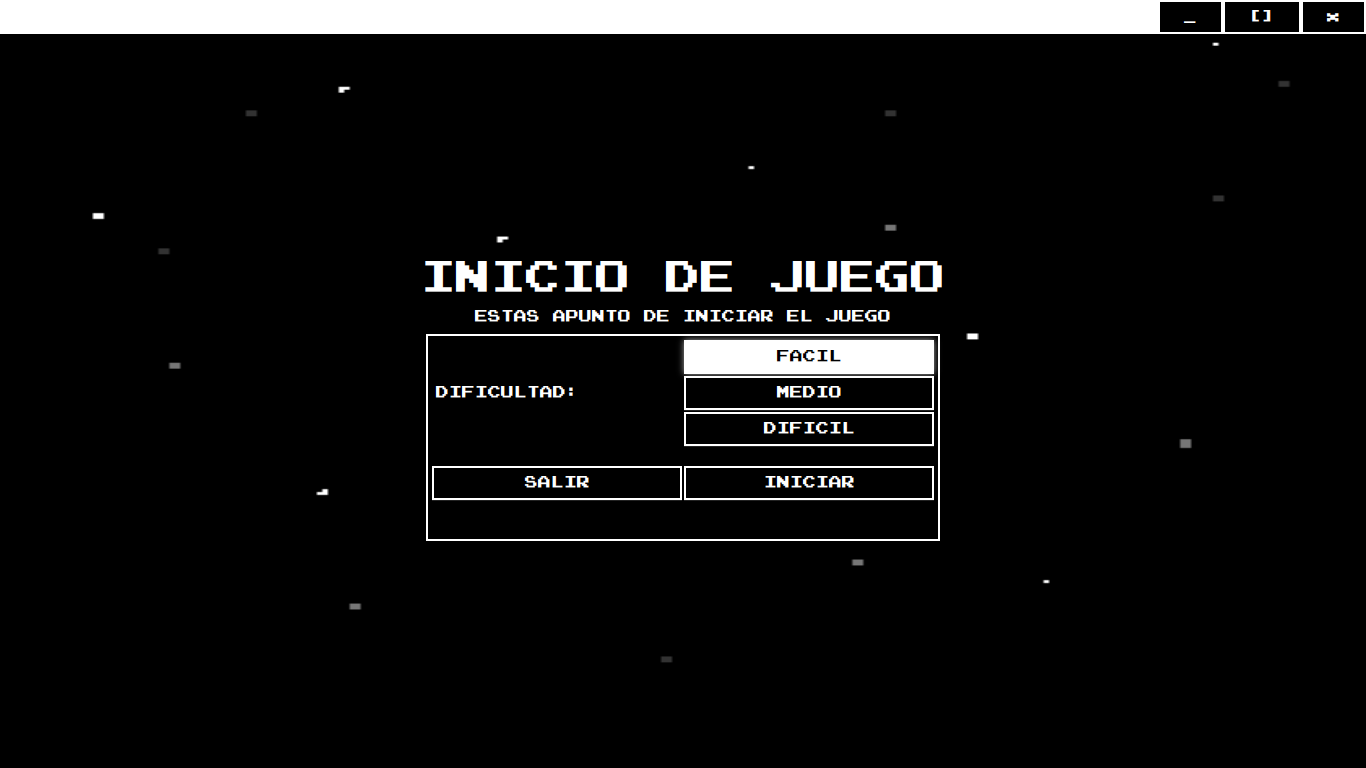 _ [] x
INICIO DE JUEGO
ESTAS APUNTO DE INICIAR EL JUEGO
FACIL
DIFICULTAD: MEDIO
DIFICIL
SALIR INICIAR